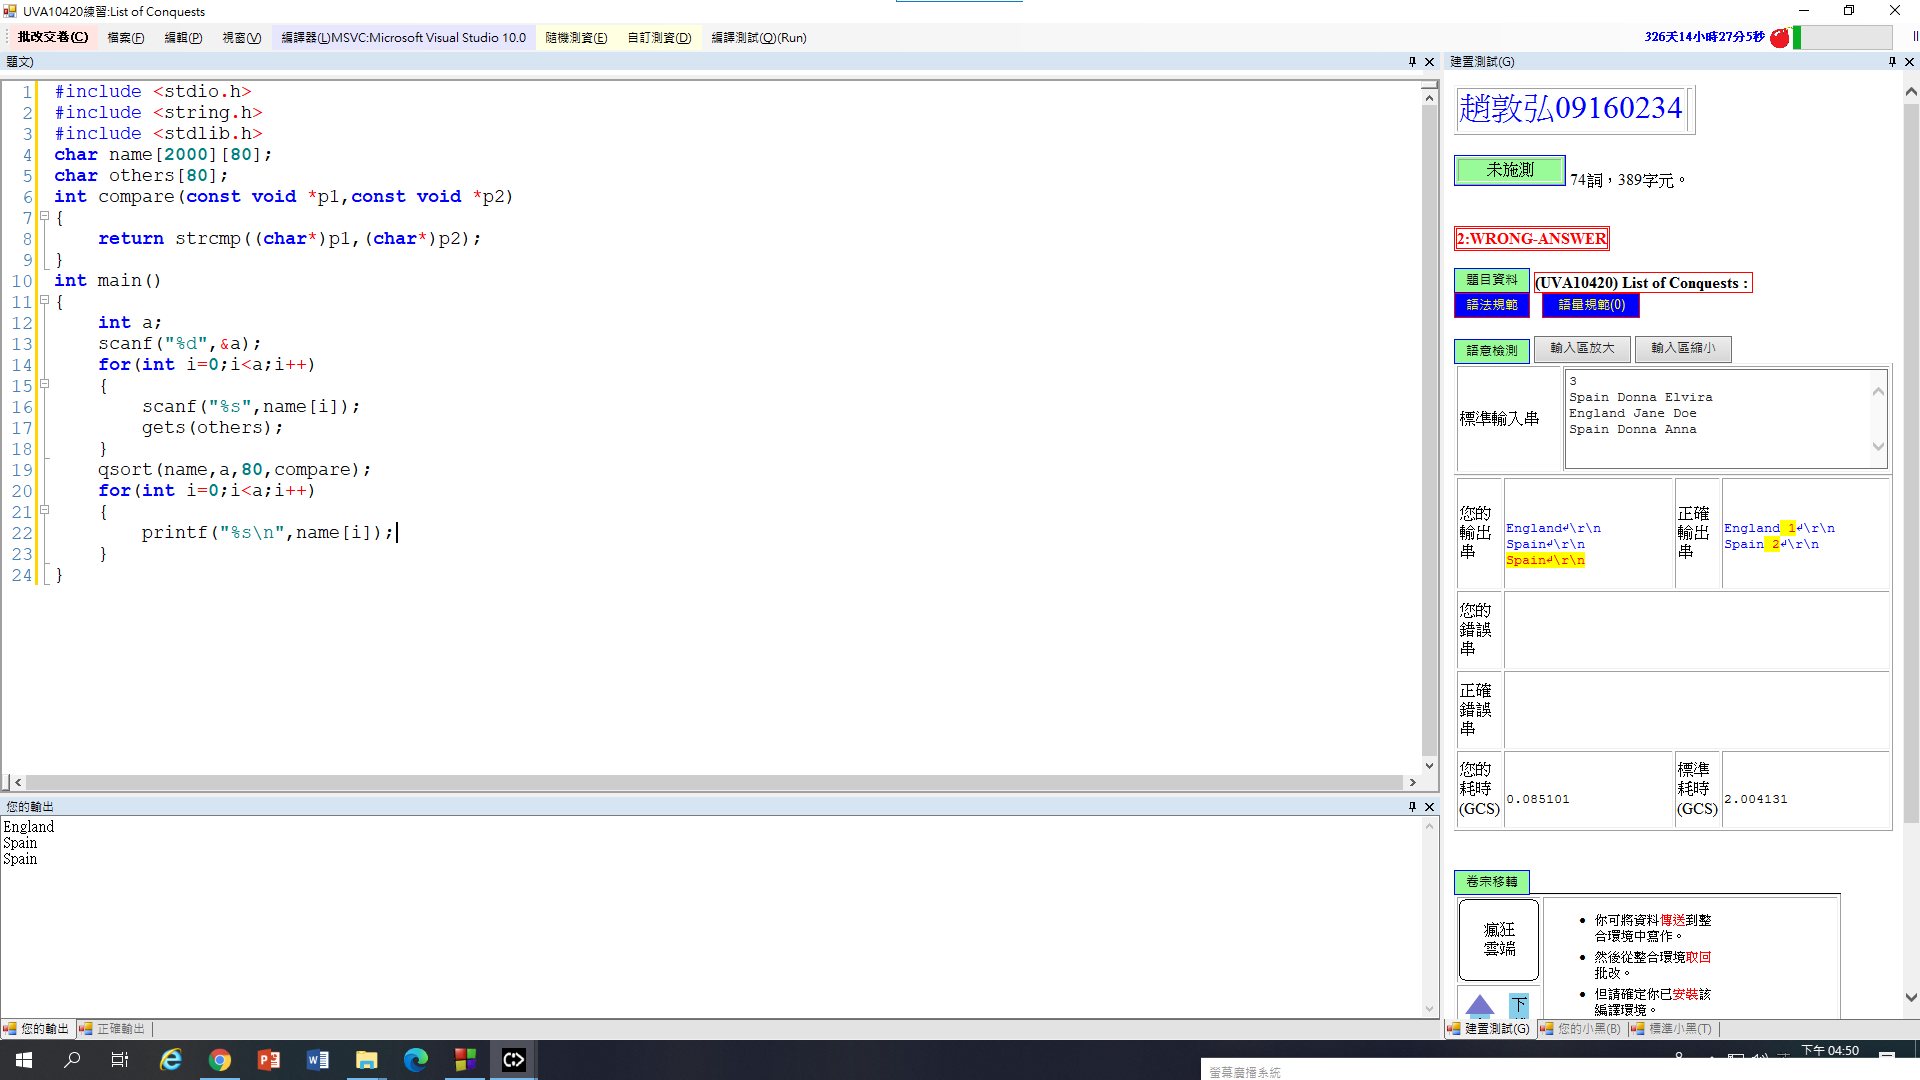 UVA10420練習:List of Conquests
批改交卷(C) 檔案(F) 編輯(P) 視窗(V) 編譯器(L)MSVC:Microsoft Visual Studio 10.0 隨機測資(E) 自訂測資(D) 編譯測試(Q)(Run) 326天14小時27分5秒
題文)
1 #include <stdio.h>
2 #include <string.h>
3 #include <stdlib.h>
4 char name[2000][80];
5 char others[80];
6 int compare(const void *p1,const void *p2)
7 {
8 return strcmp((char*)p1,(char*)p2);
9 }
10 int main()
11 {
12 int a;
13 scanf("%d",&a);
14 for(int i=0;i<a;i++)
15 {
16 scanf("%s",name[i]);
17 gets(others);
18 }
19 qsort(name,a,80,compare);
20 for(int i=0;i<a;i++)
21 {
22 printf("%s\n",name[i]);
23 }
24 }
您的輸出
England
Spain
Spain
您的輸出 正確輸出
建置測試(G)
趙敦弘09160234
未施測 74詞，389字元。
2:WRONG-ANSWER
題目資料 (UVA10420) List of Conquests :
語法規範 語量規範(0)
語意檢測 輸入區放大 輸入區縮小
標準輸入串
3
Spain Donna Elvira
England Jane Doe
Spain Donna Anna
您的輸出串
England↵\r\n
Spain↵\r\n
Spain↵\r\n
正確輸出串
England 1↵\r\n
Spain 2↵\r\n
您的錯誤串
正確錯誤串
您的耗時(GCS) 0.085101 標準耗時(GCS) 2.004131
卷宗移轉
瘋狂
雲端
你可將資料傳送到整
合環境中寫作。
然後從整合環境取回
批改。
但請確定你已安裝該
編譯環境。
下
建置測試(G) 您的小黑(B) 標準小黑(T)
下午 04:50
螢幕廣播系統